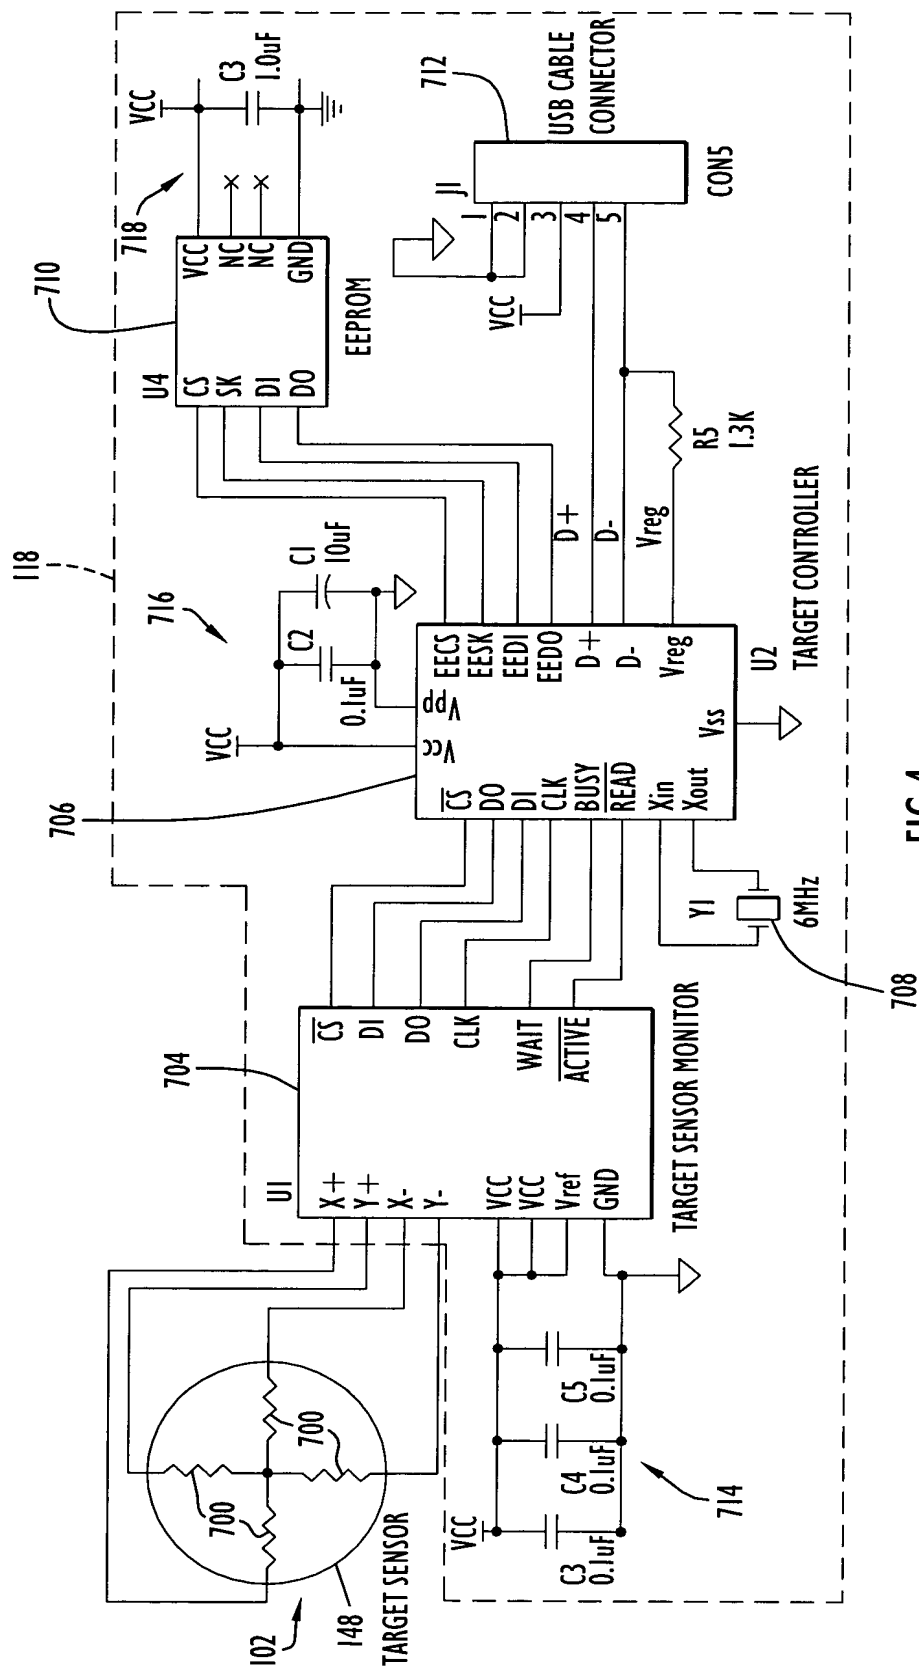 118
VCC
C3
1.0uF
718
710
U4
VCC
NC
NC
GND
CS
SK
DI
DO
EEPROM
712
J1
1
2
3
4
5
USB CABLE
CONNECTOR
CON5
VCC
716
VCC
C2
0.1uF
C1
10uF
706
Vcc
Vpp
CS
DO
DI
CLK
BUSY
READ
Xin
Xout
EECS
EESK
EEDI
EEDO
D+
D-
Vreg
Vss
D+
D-
Vreg
R5
1.3K
U2
TARGET CONTROLLER
Y1
6MHz
708
704
U1
X+
Y+
X-
Y-
VCC
VCC
Vref
GND
CS
DI
DO
CLK
WAIT
ACTIVE
TARGET SENSOR MONITOR
700
700
102
148
TARGET SENSOR
VCC
C3
0.1uF
C4
0.1uF
C5
0.1uF
714